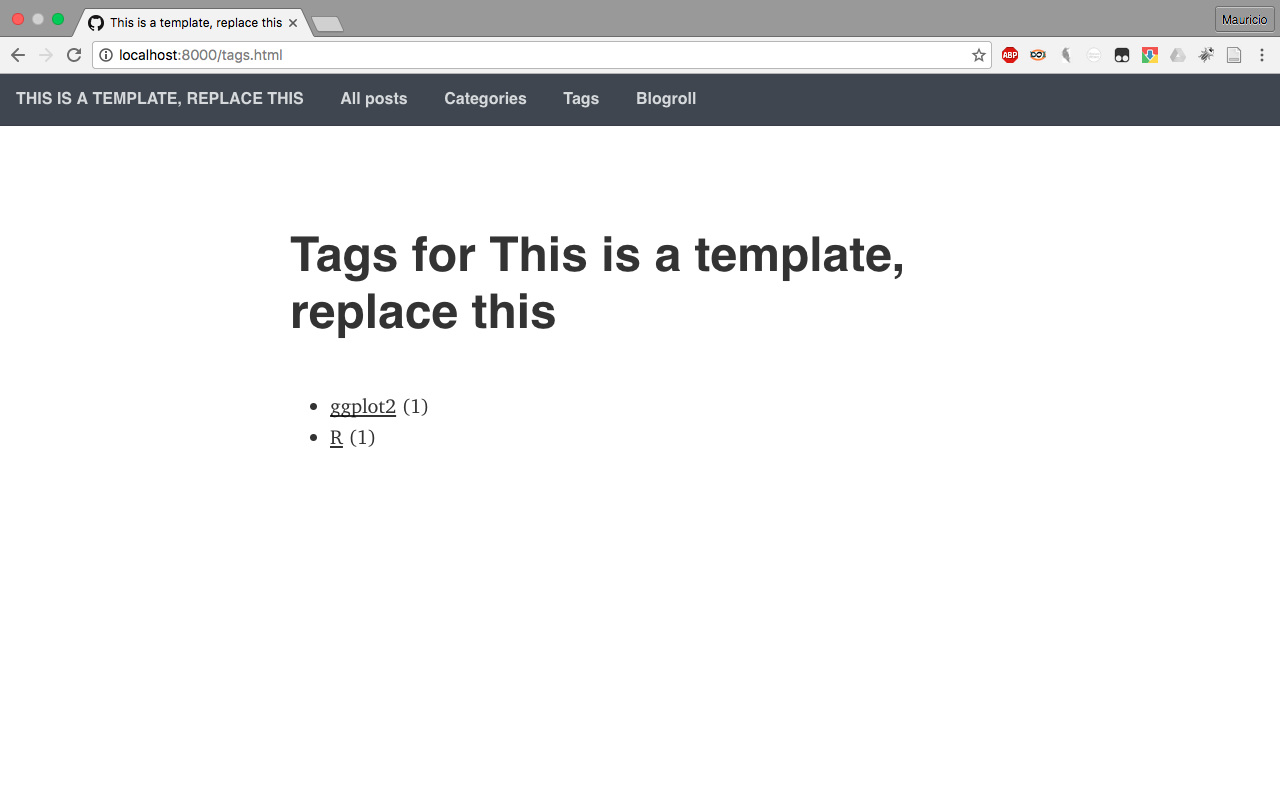 This is a template, replace this
Mauricio
localhost:8000/tags.html
ABP
THIS IS A TEMPLATE, REPLACE THIS All posts Categories Tags Blogroll
Tags for This is a template,
replace this
ggplot2 (1)
R (1)